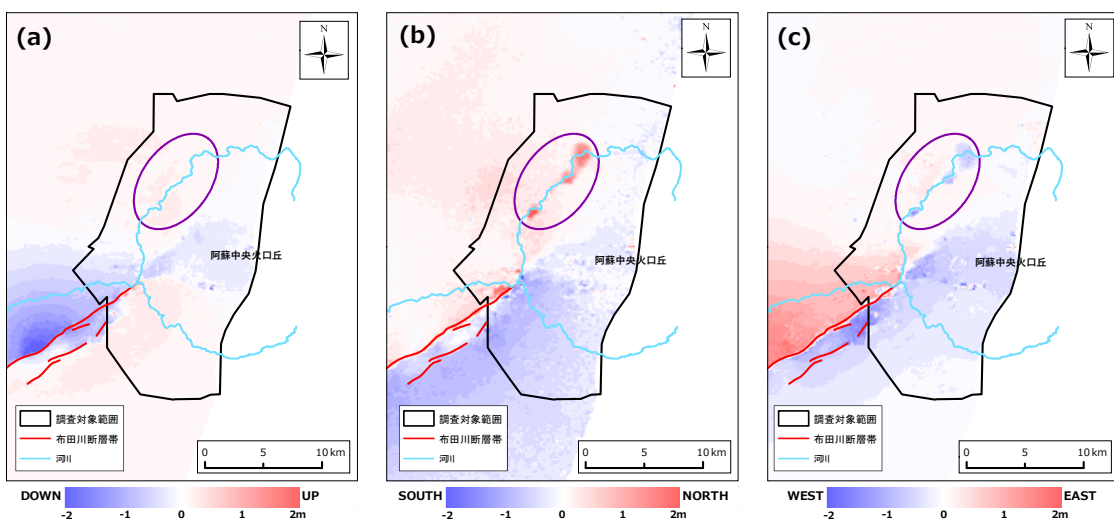 (a)
N
阿蘇中央火口丘
調査対象範囲
布田川断層帯
河川
0 5 10 km
DOWN UP
-2 -1 0 1 2m
(b)
N
阿蘇中央火口丘
調査対象範囲
布田川断層帯
河川
0 5 10 km
SOUTH NORTH
-2 -1 0 1 2m
(c)
N
阿蘇中央火口丘
調査対象範囲
布田川断層帯
河川
0 5 10 km
WEST EAST
-2 -1 0 1 2m